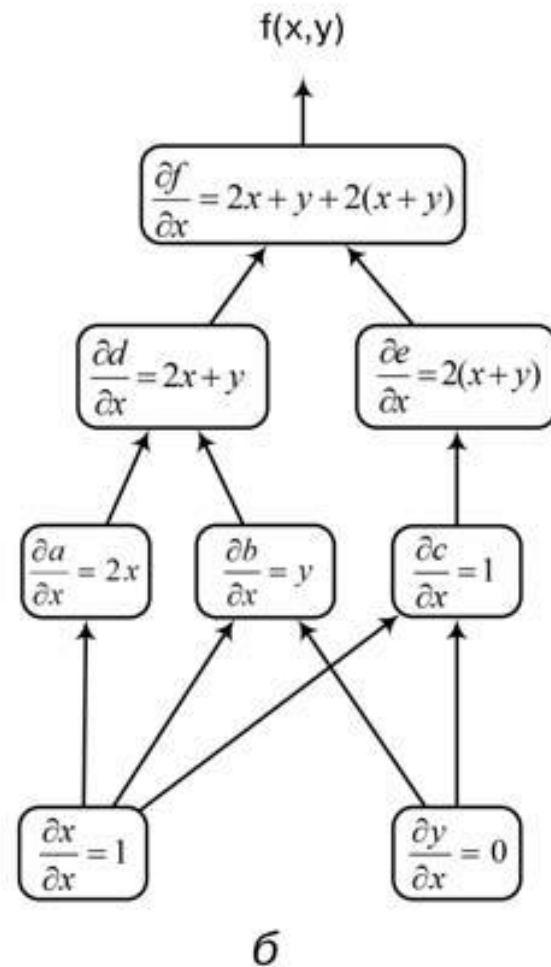 f(x,y)
∂f/∂x = 2x + y + 2(x + y)
∂d/∂x = 2x + y
∂e/∂x = 2(x + y)
∂a/∂x = 2x
∂b/∂x = y
∂c/∂x = 1
∂x/∂x = 1
∂y/∂x = 0
б